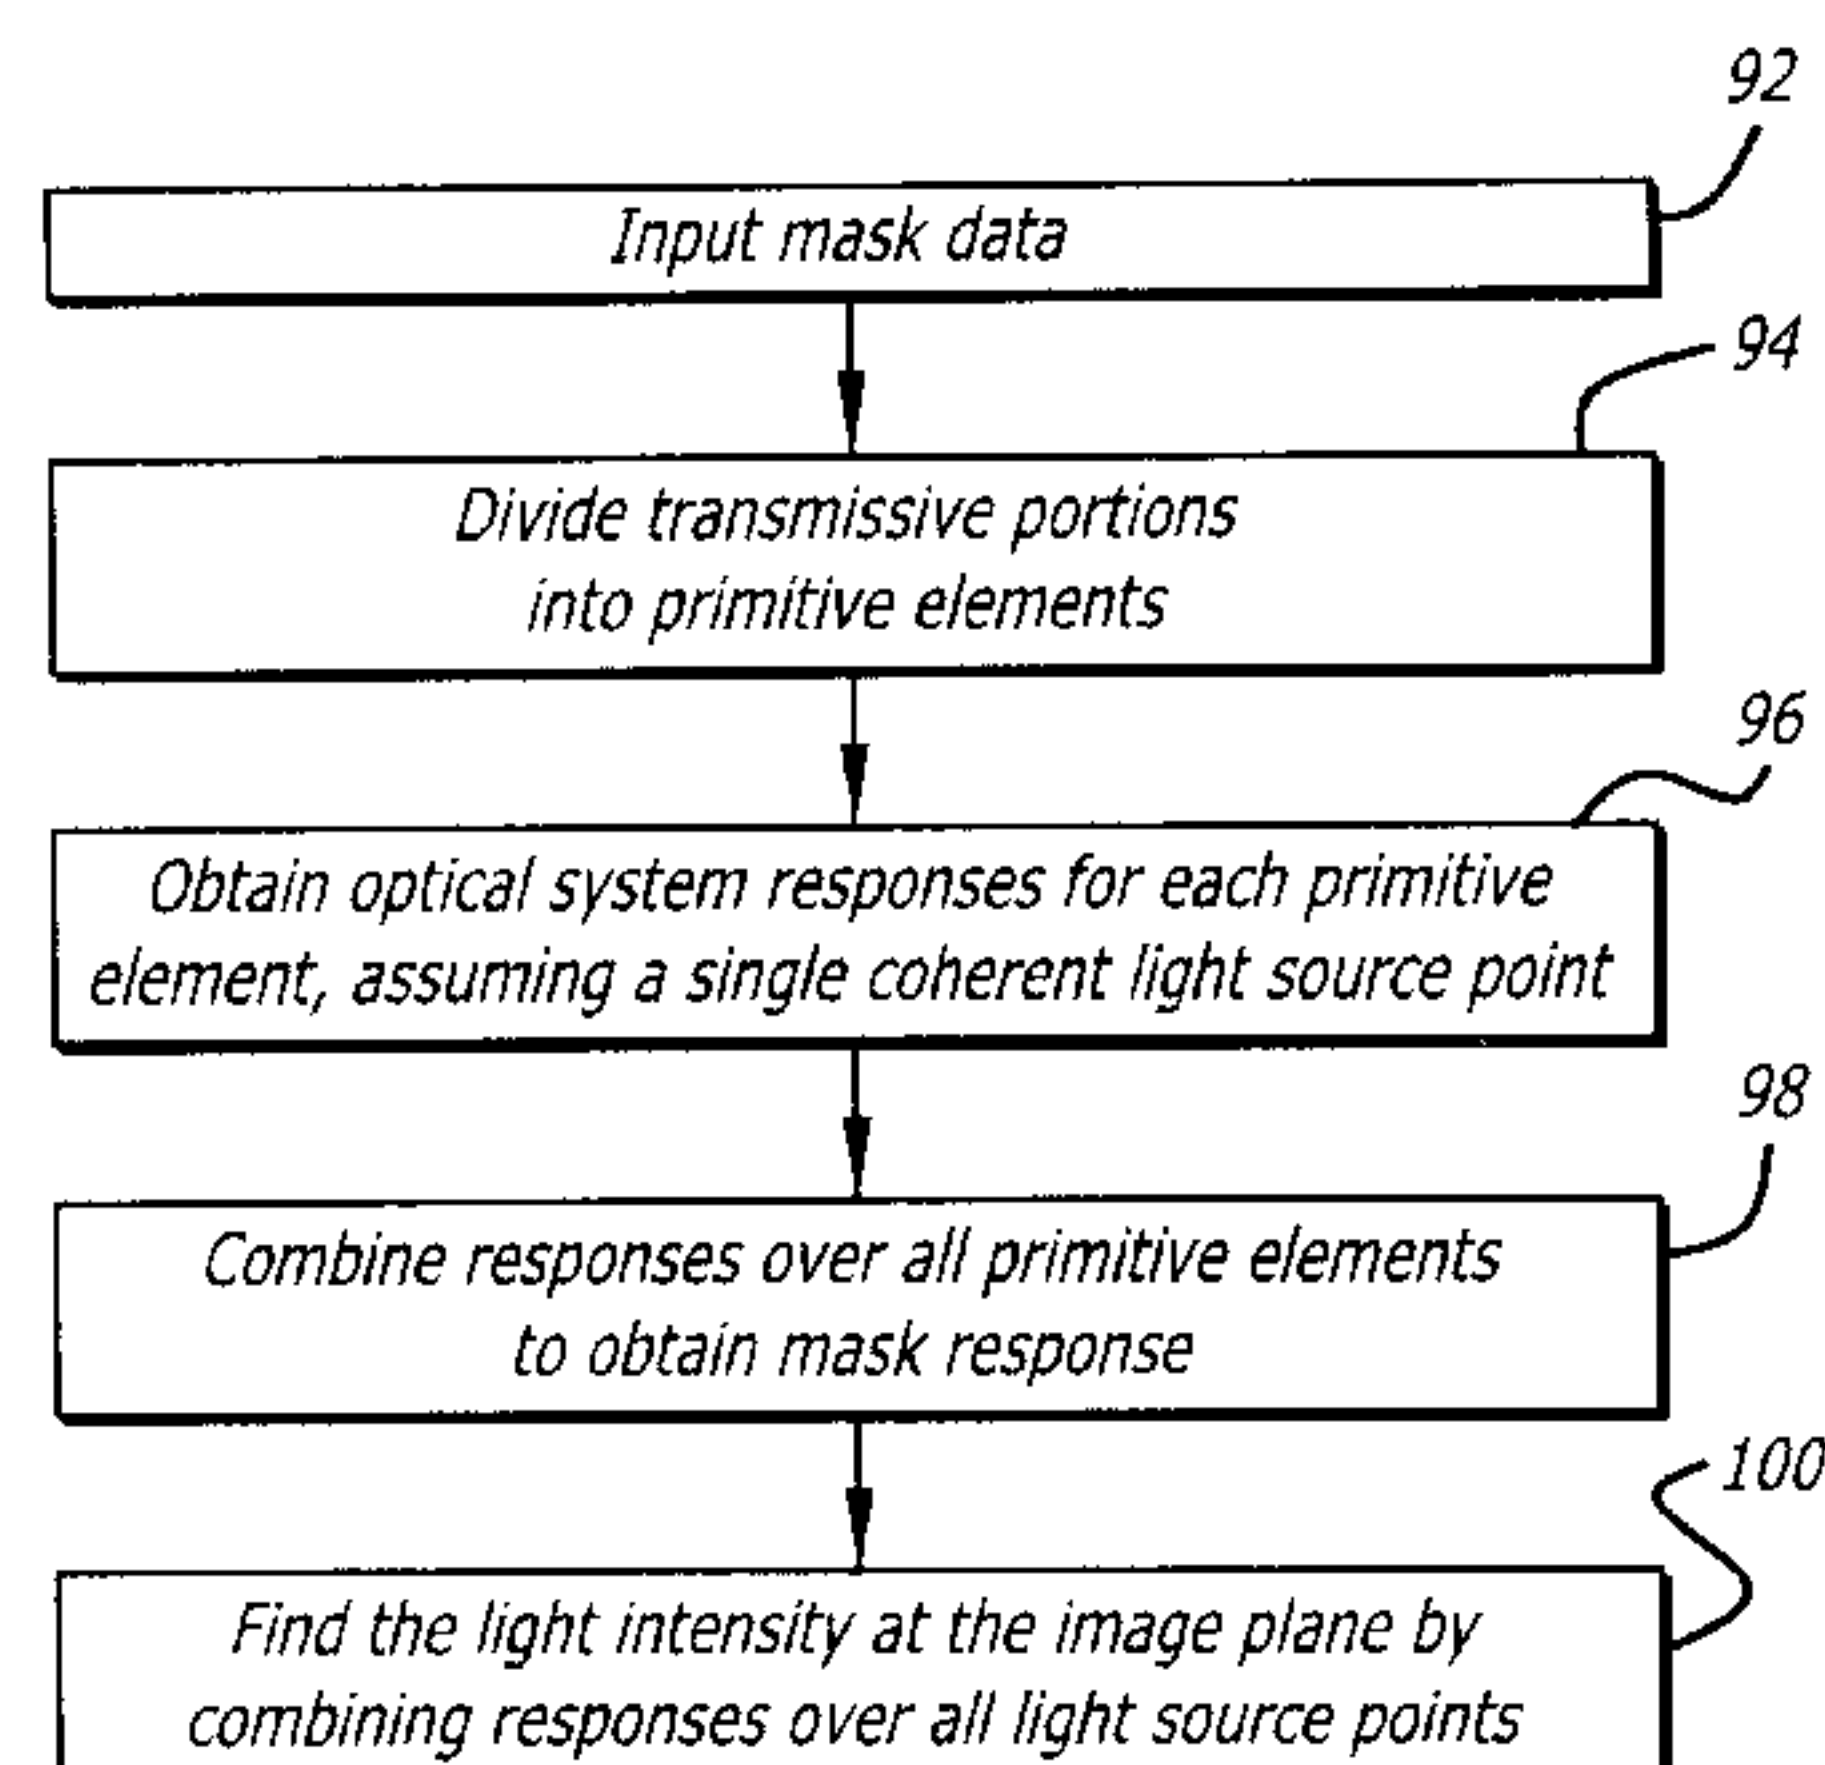 92
Input mask data
94
Divide transmissive portions
into primitive elements
96
Obtain optical system responses for each primitive
element, assuming a single coherent light source point
98
Combine responses over all primitive elements
to obtain mask response
100
Find the light intensity at the image plane by
combining responses over all light source points